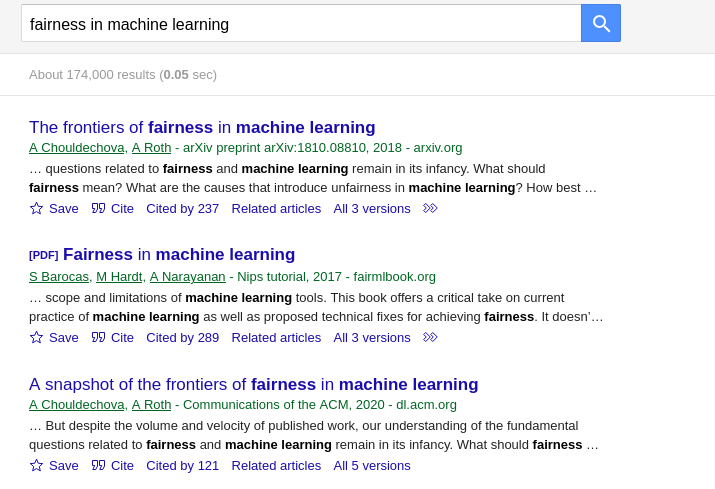 fairness in machine learning
About 174,000 results (0.05 sec)
The frontiers of fairness in machine learning
A Chouldechova, A Roth - arXiv preprint arXiv:1810.08810, 2018 - arxiv.org
… questions related to fairness and machine learning remain in its infancy. What should
fairness mean? What are the causes that introduce unfairness in machine learning? How best …
Save Cite Cited by 237 Related articles All 3 versions
[PDF] Fairness in machine learning
S Barocas, M Hardt, A Narayanan - Nips tutorial, 2017 - fairmlbook.org
… scope and limitations of machine learning tools. This book offers a critical take on current
practice of machine learning as well as proposed technical fixes for achieving fairness. It doesn’…
Save Cite Cited by 289 Related articles All 3 versions
A snapshot of the frontiers of fairness in machine learning
A Chouldechova, A Roth - Communications of the ACM, 2020 - dl.acm.org
… But despite the volume and velocity of published work, our understanding of the fundamental
questions related to fairness and machine learning remain in its infancy. What should fairness …
Save Cite Cited by 121 Related articles All 5 versions